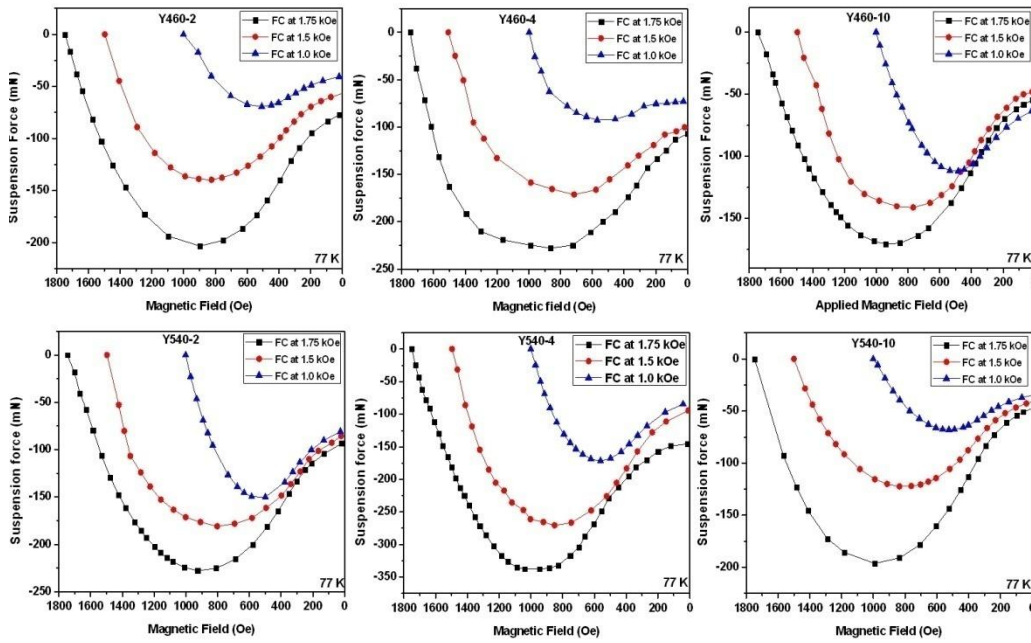 Y460-2
FC at 1.75 kOe
FC at 1.5 kOe
FC at 1.0 kOe
0
-50
-100
-150
-200
Suspension Force (mN)
77 K
1800 1600 1400 1200 1000 800 600 400 200 0
Magnetic Field (Oe)
Y460-4
FC at 1.75 kOe
FC at 1.5 kOe
FC at 1.0 kOe
0
-50
-100
-150
-200
-250
Suspension Force (mN)
77 K
1800 1600 1400 1200 1000 800 600 400 200 0
Magnetic field (Oe)
Y460-10
FC at 1.75 kOe
FC at 1.5 kOe
FC at 1.0 kOe
0
-50
-100
-150
Suspension Force (mN)
77 K
1800 1600 1400 1200 1000 800 600 400 200 0
Applied Magnetic Field (Oe)
Y540-2
FC at 1.75 kOe
FC at 1.5 kOe
FC at 1.0 kOe
0
-50
-100
-150
-200
-250
Suspension force (mN)
77 K
1800 1600 1400 1200 1000 800 600 400 200 0
Magnetic Field (Oe)
Y540-4
FC at 1.75 kOe
FC at 1.5 kOe
FC at 1.0 kOe
0
-50
-100
-150
-200
-250
-300
-350
Suspension force (mN)
77 K
1800 1600 1400 1200 1000 800 600 400 200 0
Magnetic Field (Oe)
Y540-10
FC at 1.75 kOe
FC at 1.5 kOe
FC at 1.0 kOe
0
-50
-100
-150
-200
Suspension force (mN)
77 K
1800 1600 1400 1200 1000 800 600 400 200 0
Magnetic Field (Oe)